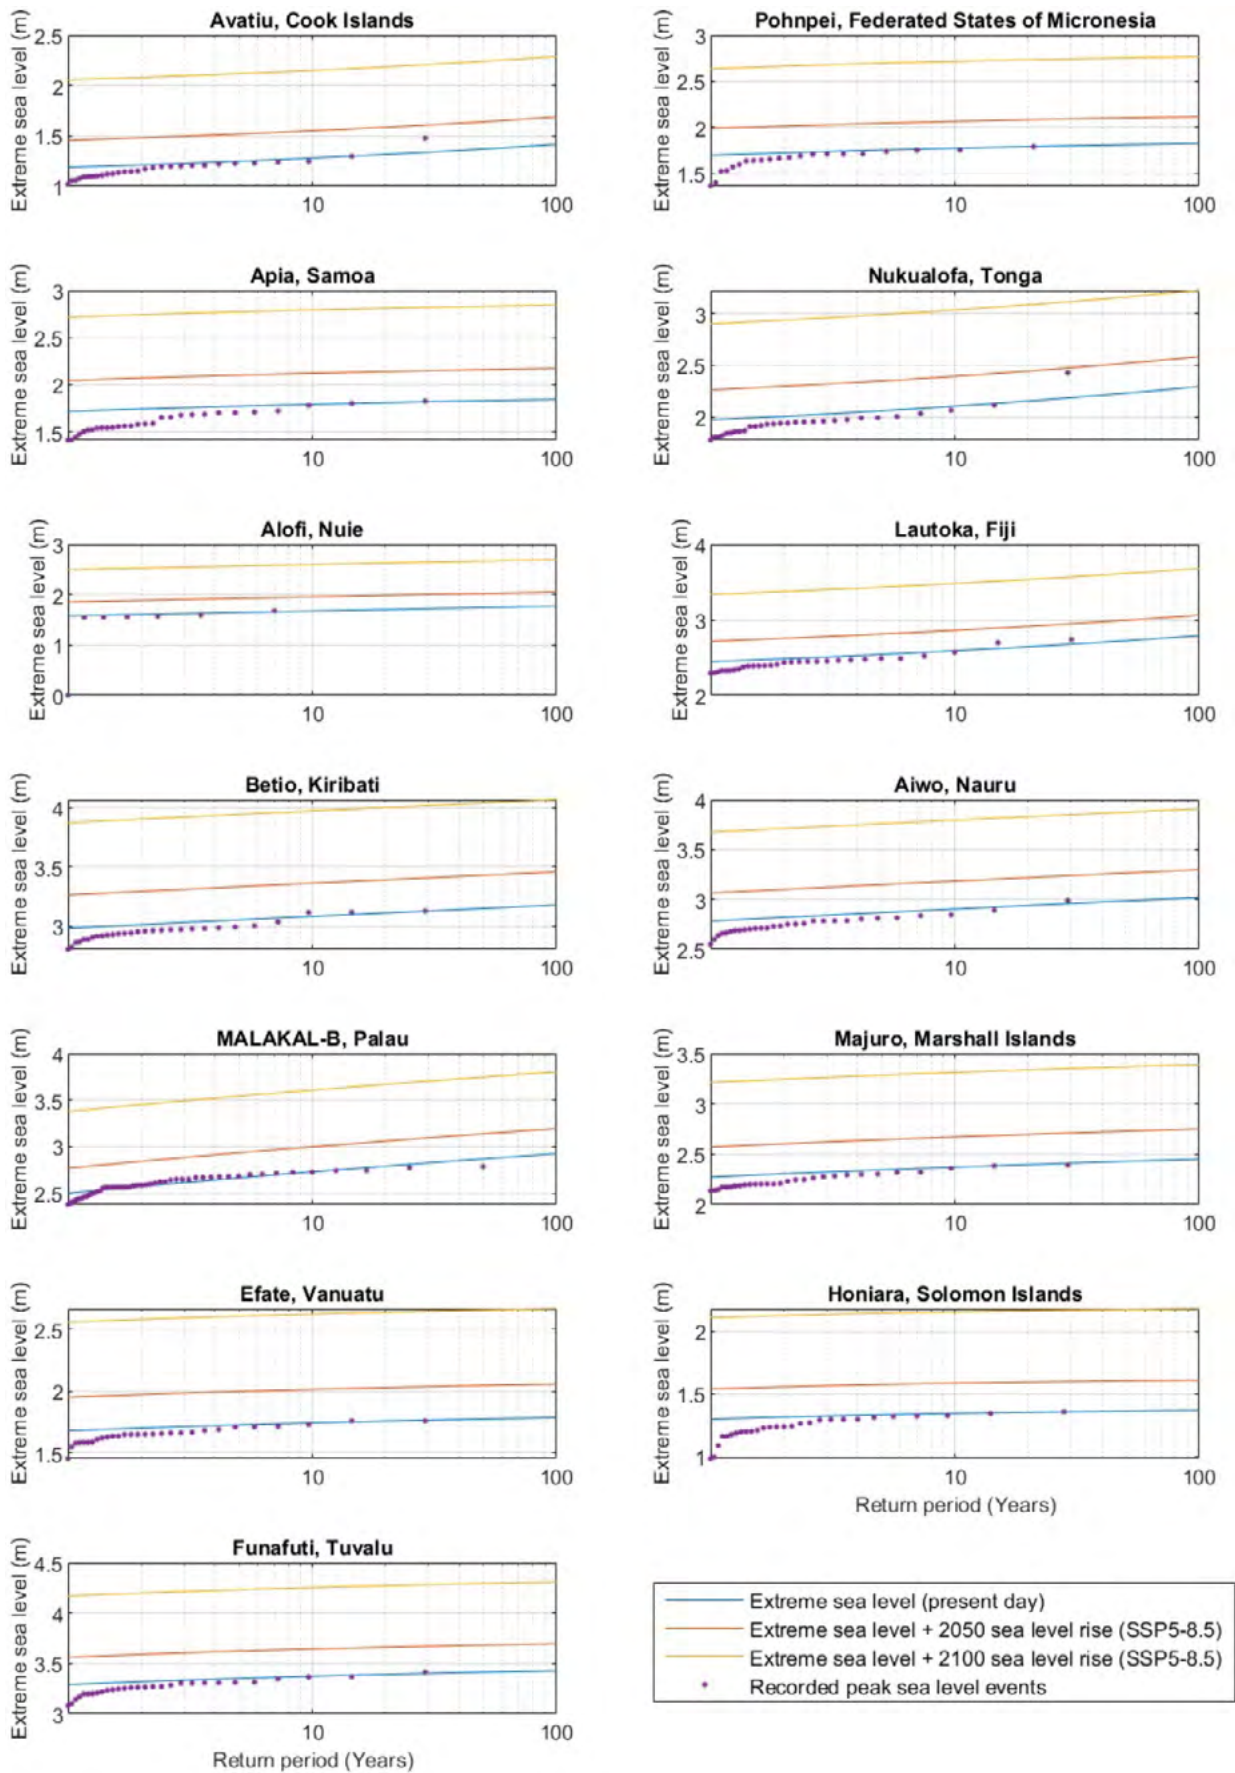 Avatiu, Cook Islands
Extreme sea level (m)
2.5
2
1.5
1
10
100
Pohnpei, Federated States of Micronesia
Extreme sea level (m)
3
2.5
2
1.5
10
100
Apia, Samoa
Extreme sea level (m)
3
2.5
2
1.5
10
100
Nukualofa, Tonga
Extreme sea level (m)
3
2.5
2
10
100
Alofi, Nuie
Extreme sea level (m)
3
2
1
0
10
100
Lautoka, Fiji
Extreme sea level (m)
4
3
2
10
100
Betio, Kiribati
Extreme sea level (m)
4
3.5
3
10
100
Aiwo, Nauru
Extreme sea level (m)
4
3.5
3
2.5
10
100
MALAKAL-B, Palau
Extreme sea level (m)
4
3.5
3
2.5
10
100
Majuro, Marshall Islands
Extreme sea level (m)
3.5
3
2.5
2
10
100
Efate, Vanuatu
Extreme sea level (m)
2.5
2
1.5
10
100
Honiara, Solomon Islands
Extreme sea level (m)
2
1.5
1
10
100
Return period (Years)
Funafuti, Tuvalu
Extreme sea level (m)
4.5
4
3.5
3
10
100
Return period (Years)
Extreme sea level (present day)
Extreme sea level + 2050 sea level rise (SSP5-8.5)
Extreme sea level + 2100 sea level rise (SSP5-8.5)
Recorded peak sea level events